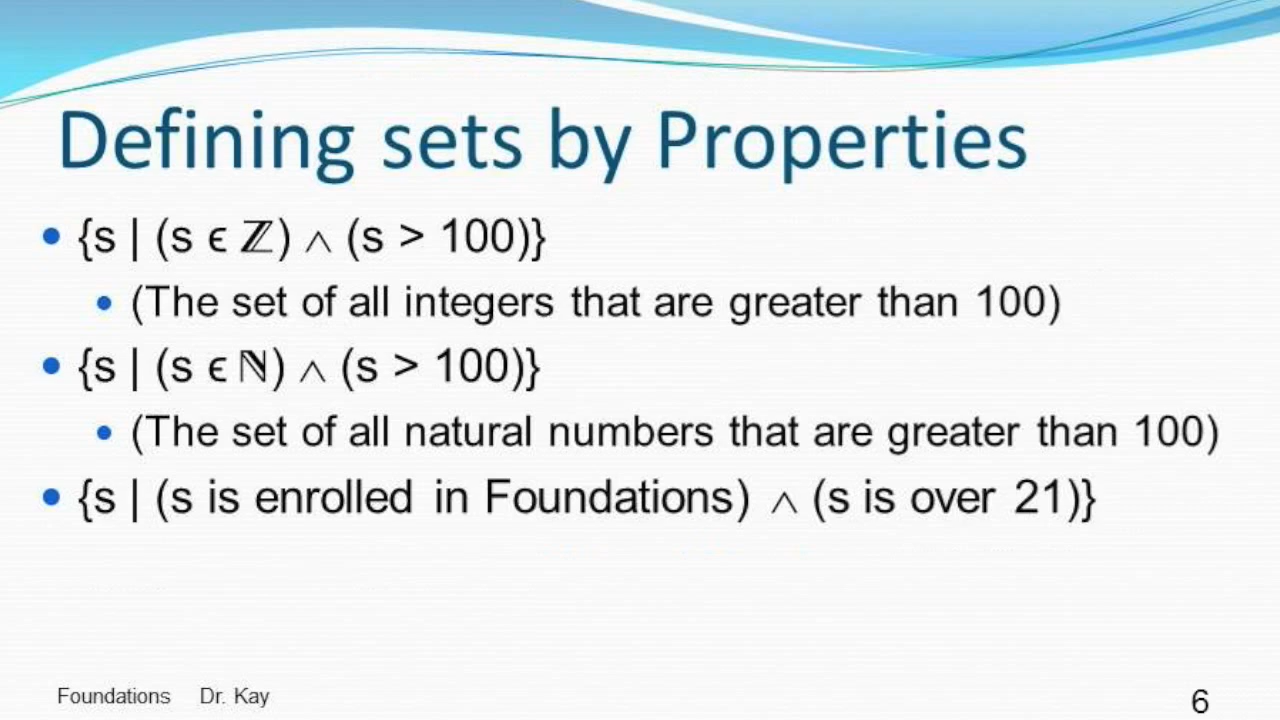 Defining sets by Properties
• {s | (s ϵ ℤ) ∧ (s > 100)}
• (The set of all integers that are greater than 100)
• {s | (s ϵ ℕ) ∧ (s > 100)}
• (The set of all natural numbers that are greater than 100)
• {s | (s is enrolled in Foundations) ∧ (s is over 21)}
Foundations Dr. Kay
6